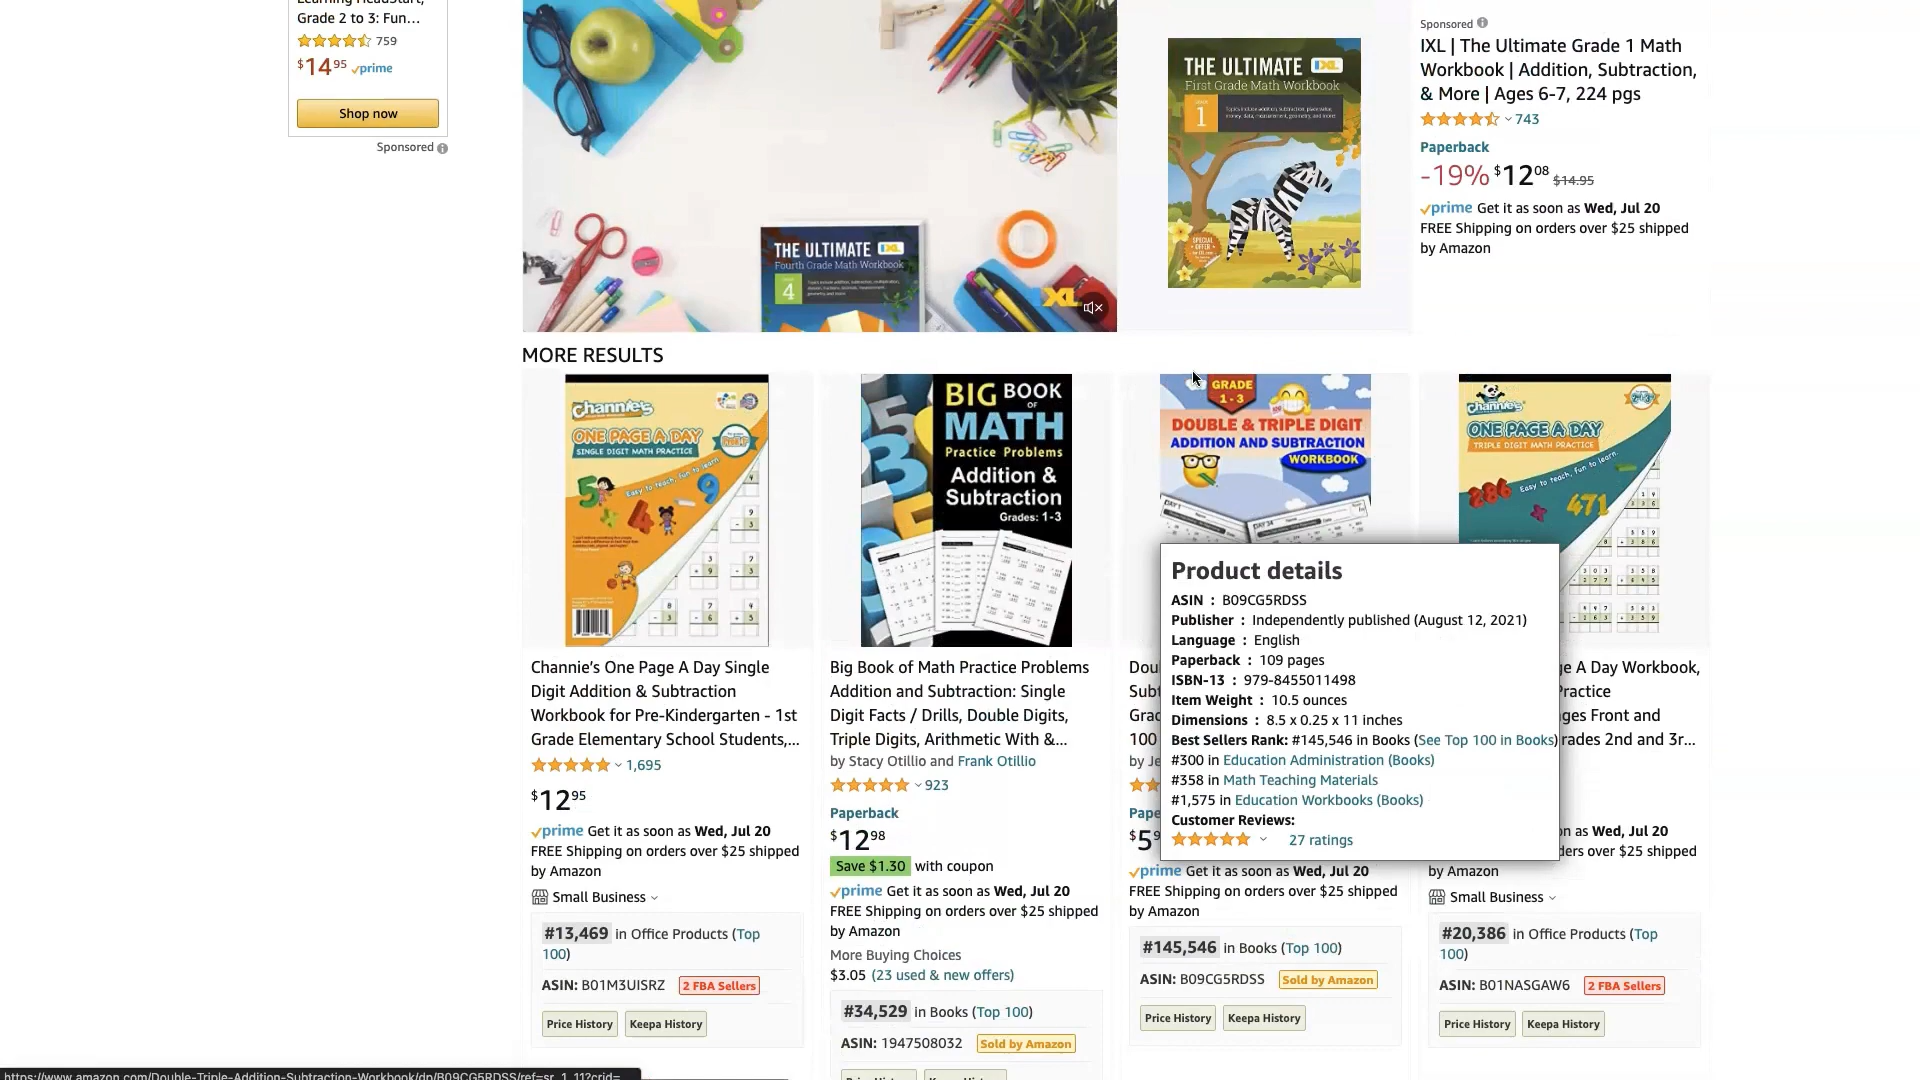 Learning HeadStart,
Grade 2 to 3: Fun...
759
$14 95 prime
Shop now
Sponsored
THE ULTIMATE IXL
Fourth Grade Math Workbook
4
IXL
THE ULTIMATE IXL
First Grade Math Workbook
1
SPECIAL OFFER
Sponsored
IXL | The Ultimate Grade 1 Math
Workbook | Addition, Subtraction,
& More | Ages 6-7, 224 pgs
743
Paperback
-19% $12 08 $14.95
prime Get it as soon as Wed, Jul 20
FREE Shipping on orders over $25 shipped
by Amazon
MORE RESULTS
Channie's
ONE PAGE A DAY
SINGLE DIGIT MATH PRACTICE
Easy to teach, fun to learn.
Channie's One Page A Day Single
Digit Addition & Subtraction
Workbook for Pre-Kindergarten - 1st
Grade Elementary School Students,...
1,695
$12 95
prime Get it as soon as Wed, Jul 20
FREE Shipping on orders over $25 shipped
by Amazon
Small Business
#13,469 in Office Products (Top
100)
ASIN: B01M3UISRZ 2 FBA Sellers
Price History Keepa History
BIG BOOK
OF
MATH
Practice Problems
Addition &
Subtraction
Grades: 1-3
Big Book of Math Practice Problems
Addition and Subtraction: Single
Digit Facts / Drills, Double Digits,
Triple Digits, Arithmetic With &...
by Stacy Otillio and Frank Otillio
923
Paperback
$12 98
Save $1.30 with coupon
prime Get it as soon as Wed, Jul 20
FREE Shipping on orders over $25 shipped
by Amazon
More Buying Choices
$3.05 (23 used & new offers)
#34,529 in Books (Top 100)
ASIN: 1947508032 Sold by Amazon
GRADE
1 - 3
DOUBLE & TRIPLE DIGIT
ADDITION AND SUBTRACTION
WORKBOOK
Product details
ASIN : B09CG5RDSS
Publisher : Independently published (August 12, 2021)
Language : English
Paperback : 109 pages
ISBN-13 : 979-8455011498
Item Weight : 10.5 ounces
Dimensions : 8.5 x 0.25 x 11 inches
Best Sellers Rank: #145,546 in Books (See Top 100 in Books)
#300 in Education Administration (Books)
#358 in Math Teaching Materials
#1,575 in Education Workbooks (Books)
Customer Reviews:
27 ratings
prime Get it as soon as Wed, Jul 20
FREE Shipping on orders over $25 shipped
by Amazon
#145,546 in Books (Top 100)
ASIN: B09CG5RDSS Sold by Amazon
Price History Keepa History
Channie's
ONE PAGE A DAY
TRIPLE DIGIT MATH PRACTICE
Easy to teach, fun to learn.
286
471
ge A Day Workbook,
Practice
ges Front and
rades 2nd and 3r...
on as Wed, Jul 20
ders over $25 shipped
by Amazon
Small Business
#20,386 in Office Products (Top
100)
ASIN: B01NASGAW6 2 FBA Sellers
Price History Keepa History